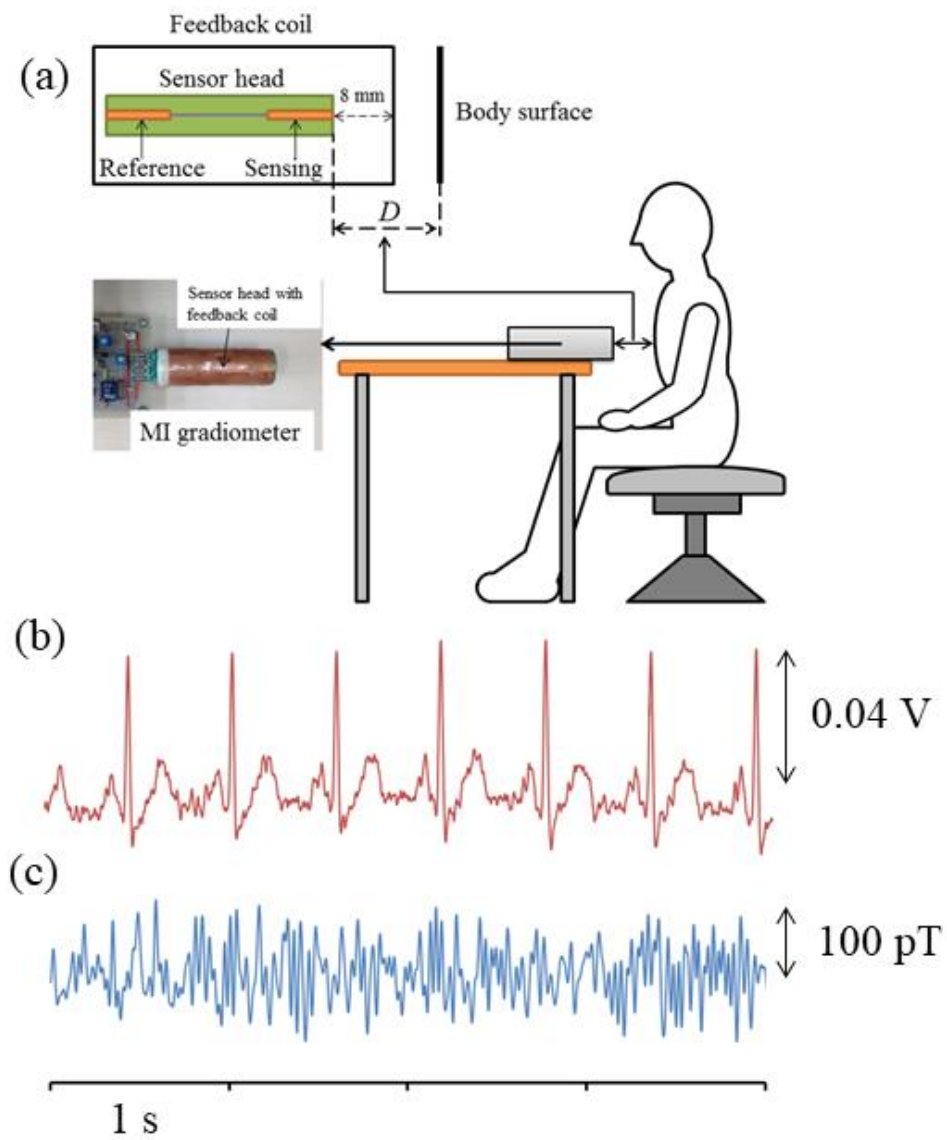 Feedback coil
(a)
Sensor head
8 mm
Body surface
Reference
Sensing
D
Sensor head with
feedback coil
MI gradiometer
(b)
0.04 V
(c)
100 pT
1 s